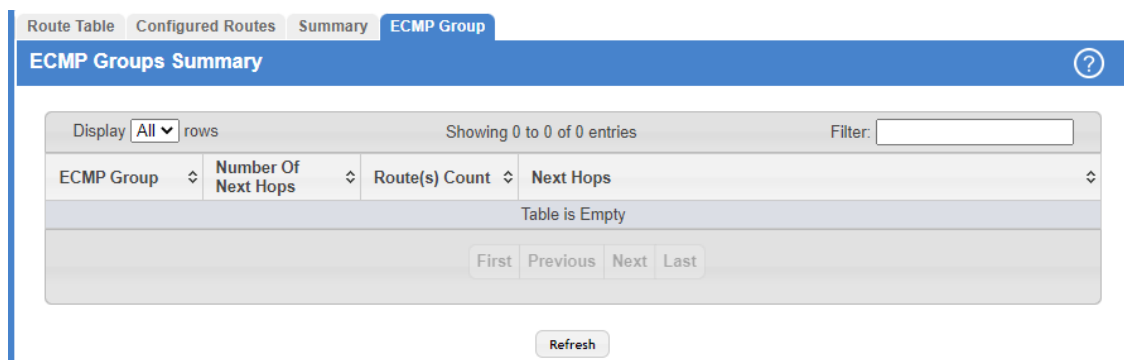 Route Table Configured Routes Summary ECMP Group
ECMP Groups Summary ?
Display All rows Showing 0 to 0 of 0 entries Filter:
ECMP Group Number Of Next Hops Route(s) Count Next Hops
Table is Empty
First Previous Next Last
Refresh